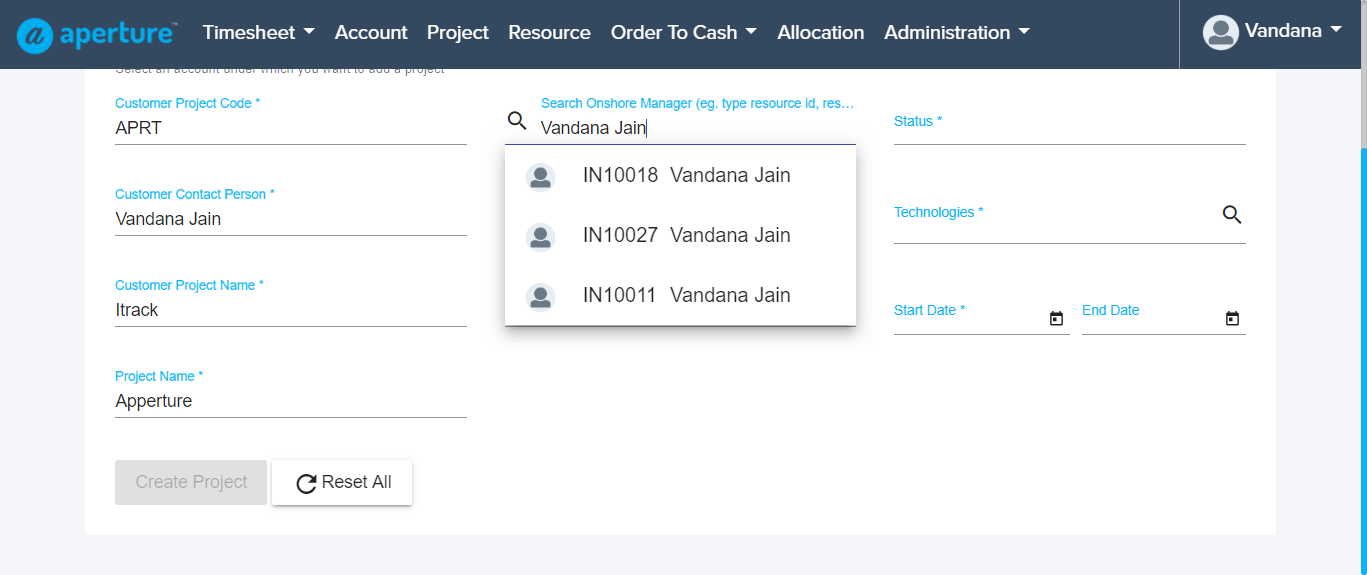 aperture™
Timesheet Account Project Resource Order To Cash Allocation Administration Vandana
Select an account under which you want to add a project
Customer Project Code *
APRT
Search Onshore Manager (eg. type resource id, res…
Vandana Jain
IN10018 Vandana Jain
IN10027 Vandana Jain
IN10011 Vandana Jain
Status *
Customer Contact Person *
Vandana Jain
Technologies *
Customer Project Name *
Itrack
Start Date *
End Date
Project Name *
Apperture
Create Project
Reset All